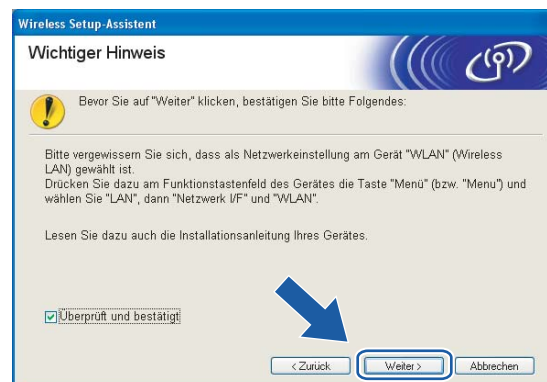 Wireless Setup-Assistent
Wichtiger Hinweis
Bevor Sie auf "Weiter" klicken, bestätigen Sie bitte Folgendes:
Bitte vergewissern Sie sich, dass als Netzwerkeinstellung am Gerät "WLAN" (Wireless
LAN) gewählt ist.
Drücken Sie dazu am Funktionstastenfeld des Gerätes die Taste "Menü" (bzw. "Menu") und
wählen Sie "LAN", dann "Netzwerk I/F" und "WLAN".
Lesen Sie dazu auch die Installationsanleitung Ihres Gerätes.
Überprüft und bestätigt
< Zurück Weiter > Abbrechen